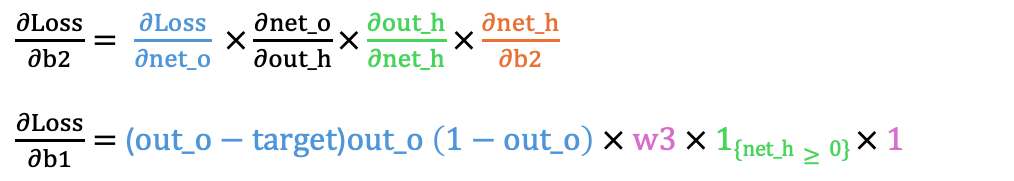 ∂Loss/∂b2 = ∂Loss/∂net_o × ∂net_o/∂out_h × ∂out_h/∂net_h × ∂net_h/∂b2
∂Loss/∂b1 = (out_o − target)out_o (1 − out_o) × w3 × 1_{net_h ≥ 0} × 1